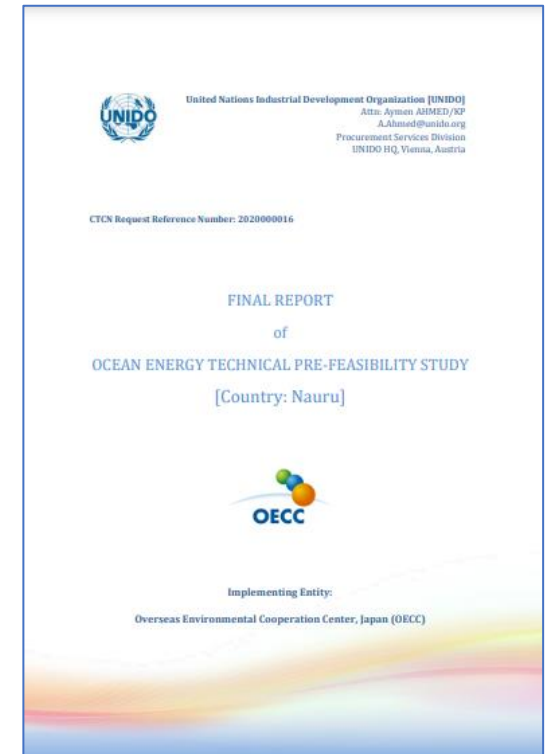 UNIDO
United Nations Industrial Development Organization [UNIDO]
Attn: Aymen AHMED/KP
A.Ahmed@unido.org
Procurement Services Division
UNIDO HQ, Vienna, Austria
CTCN Request Reference Number: 2020000016
FINAL REPORT
of
OCEAN ENERGY TECHNICAL PRE-FEASIBILITY STUDY
[Country: Nauru]
OECC
Implementing Entity:
Overseas Environmental Cooperation Center, Japan (OECC)